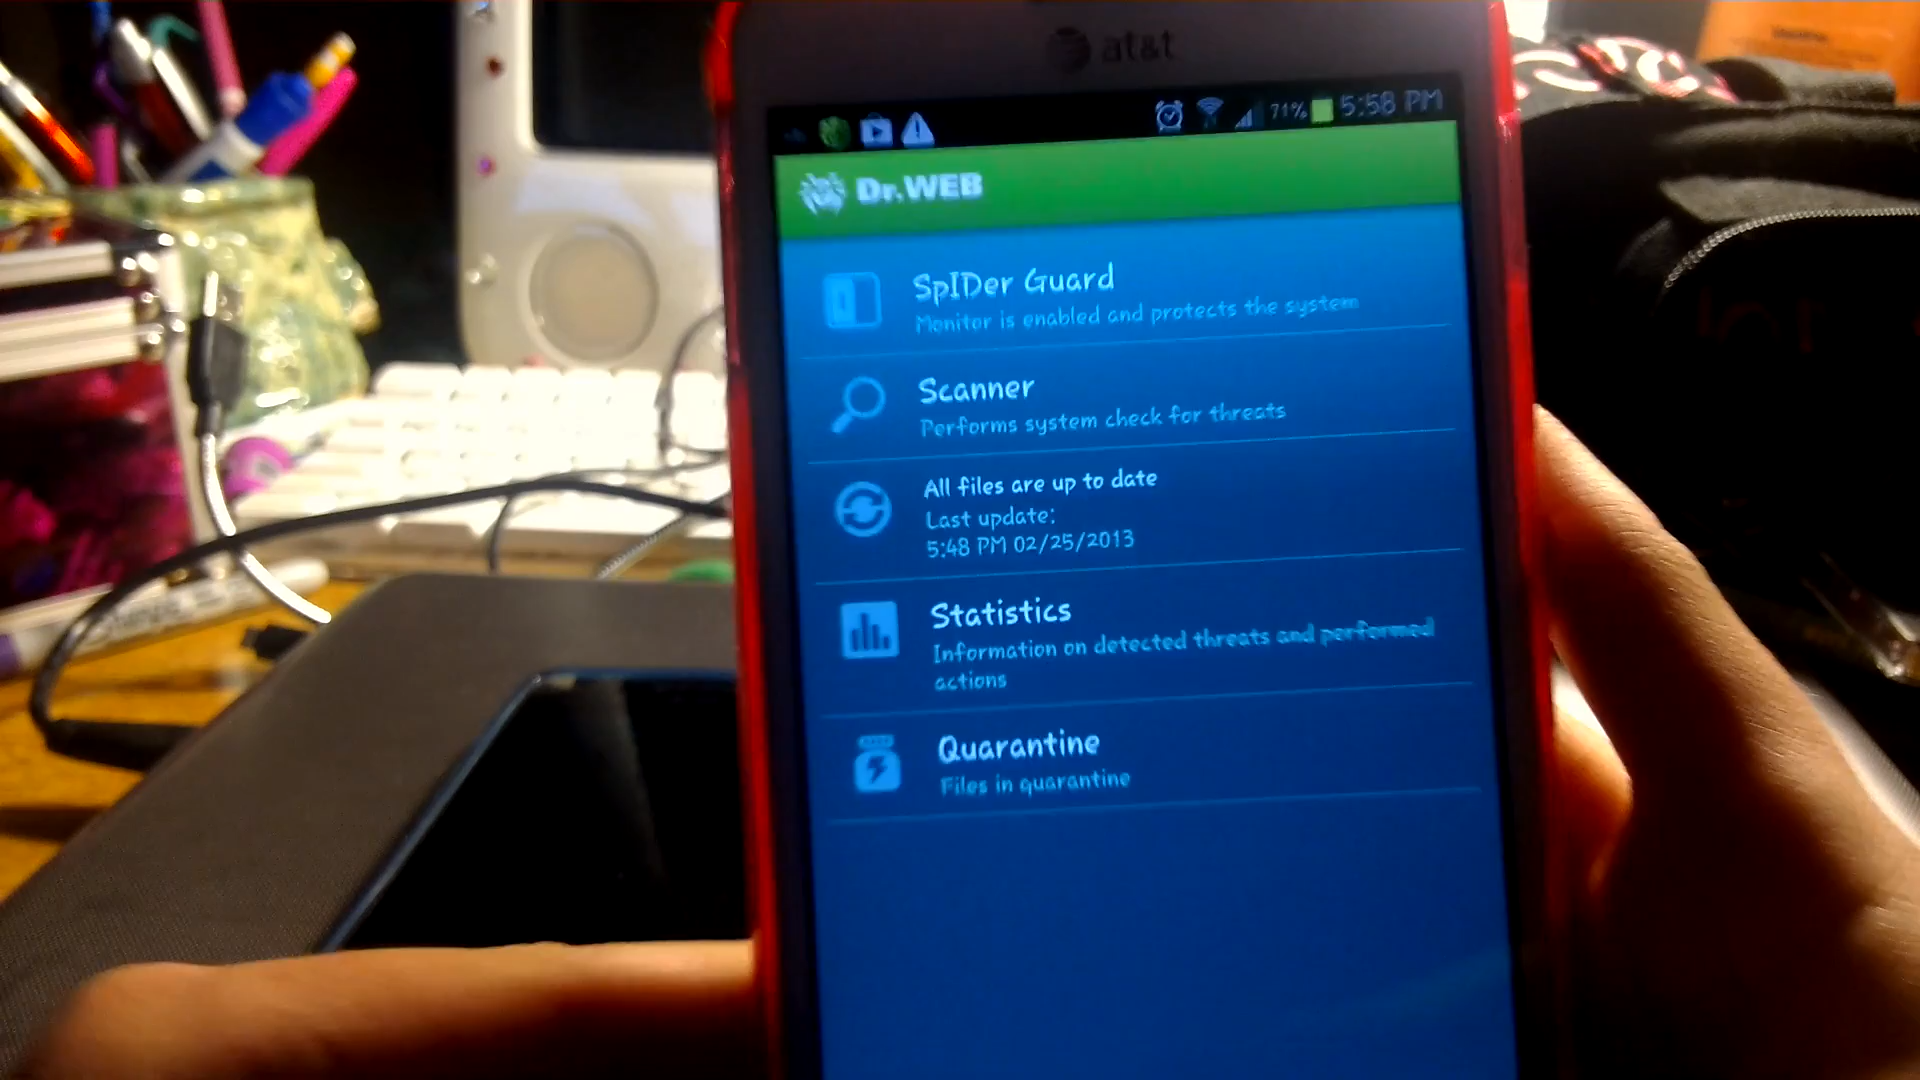 at&t
71% 5:58 PM
Dr.WEB
SpIDer Guard
Monitor is enabled and protects the system
Scanner
Performs system check for threats
All files are up to date
Last update:
5:48 PM 02/25/2013
Statistics
Information on detected threats and performed
actions
Quarantine
Files in quarantine